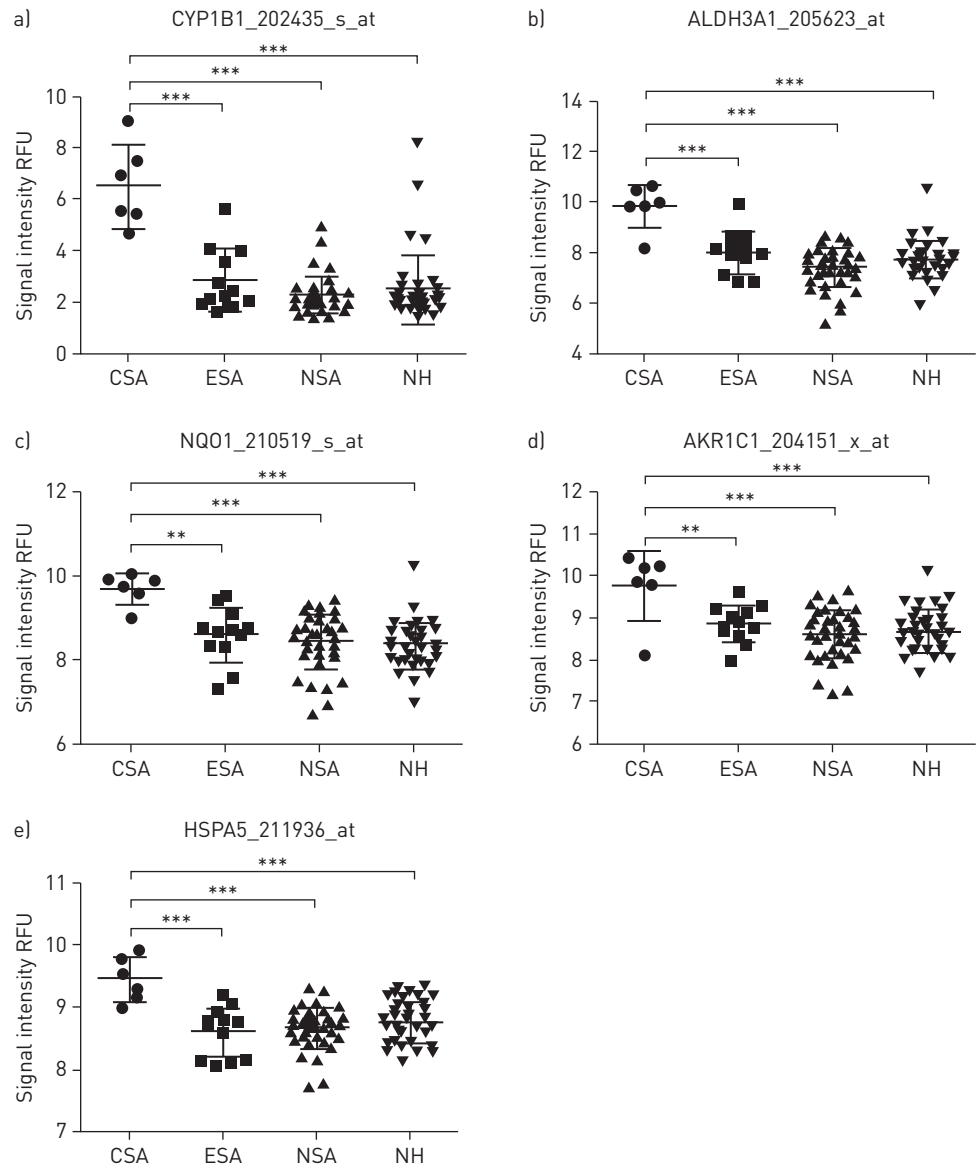 a) CYP1B1_202435_s_at
***
***
***
Signal intensity RFU
10
8
6
4
2
0
CSA ESA NSA NH
b) ALDH3A1_205623_at
***
***
***
Signal intensity RFU
14
12
10
8
6
4
CSA ESA NSA NH
c) NQO1_210519_s_at
***
***
**
Signal intensity RFU
12
10
8
6
CSA ESA NSA NH
d) AKR1C1_204151_x_at
***
***
**
Signal intensity RFU
12
11
10
9
8
7
6
CSA ESA NSA NH
e) HSPA5_211936_at
***
***
***
Signal intensity RFU
11
10
9
8
7
CSA ESA NSA NH